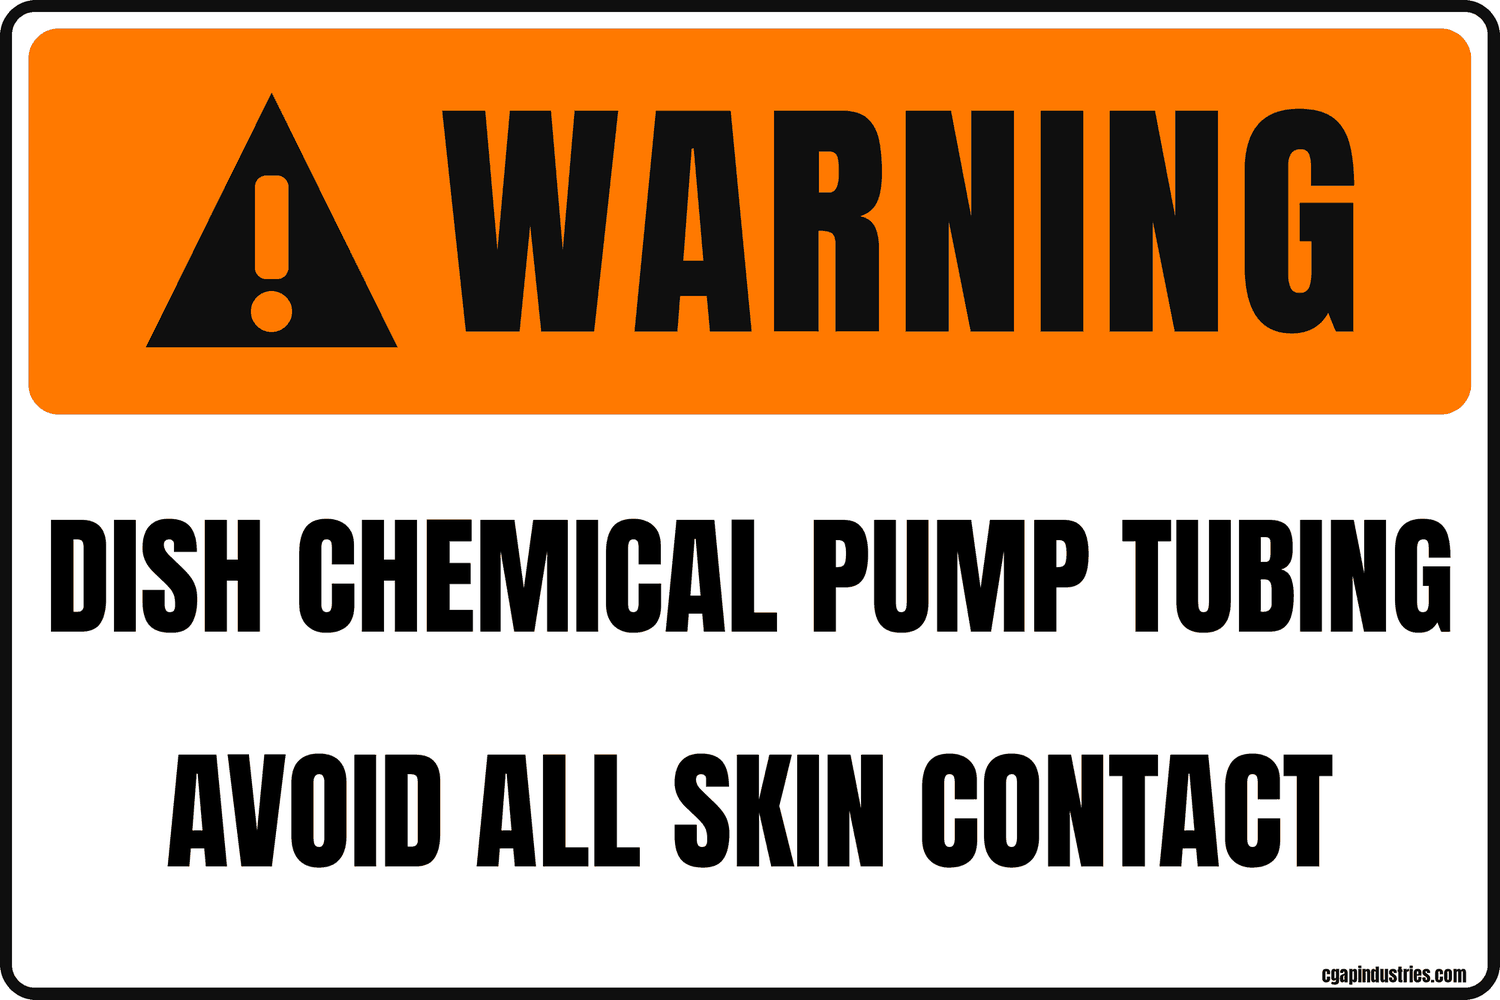 WARNING
DISH CHEMICAL PUMP TUBING
AVOID ALL SKIN CONTACT
cgapindustries.com